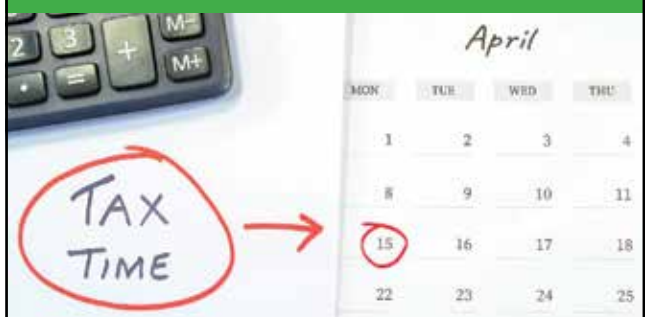 2 3 + M−
. = M+
TAX
TIME
April
MON TUE WED THU
1 2 3 4
8 9 10 11
15 16 17 18
22 23 24 25